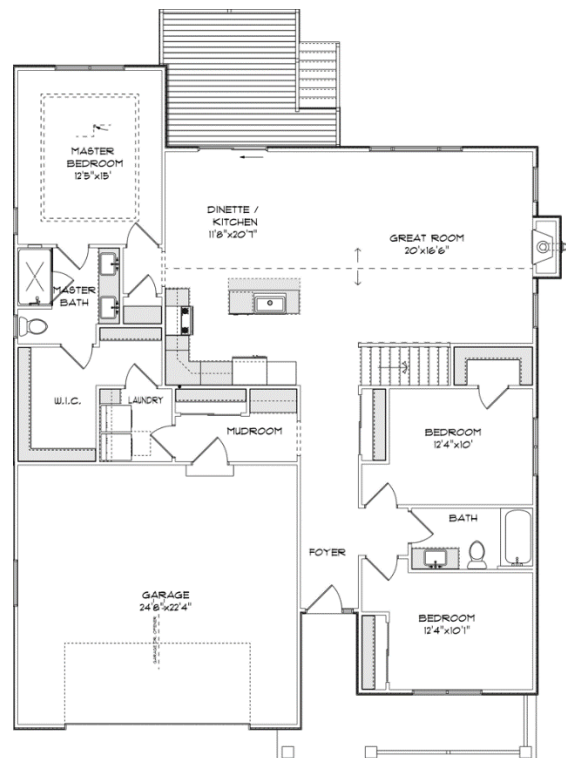 MASTER
BEDROOM
12'5"x15'
DINETTE /
KITCHEN
11'8"x20'7"
GREAT ROOM
20'x16'6"
MASTER
BATH
W.I.C.
LAUNDRY
MUDROOM
BEDROOM
12'4"x10'
BATH
FOYER
GARAGE
24'8"x22'4"
BEDROOM
12'4"x10'1"